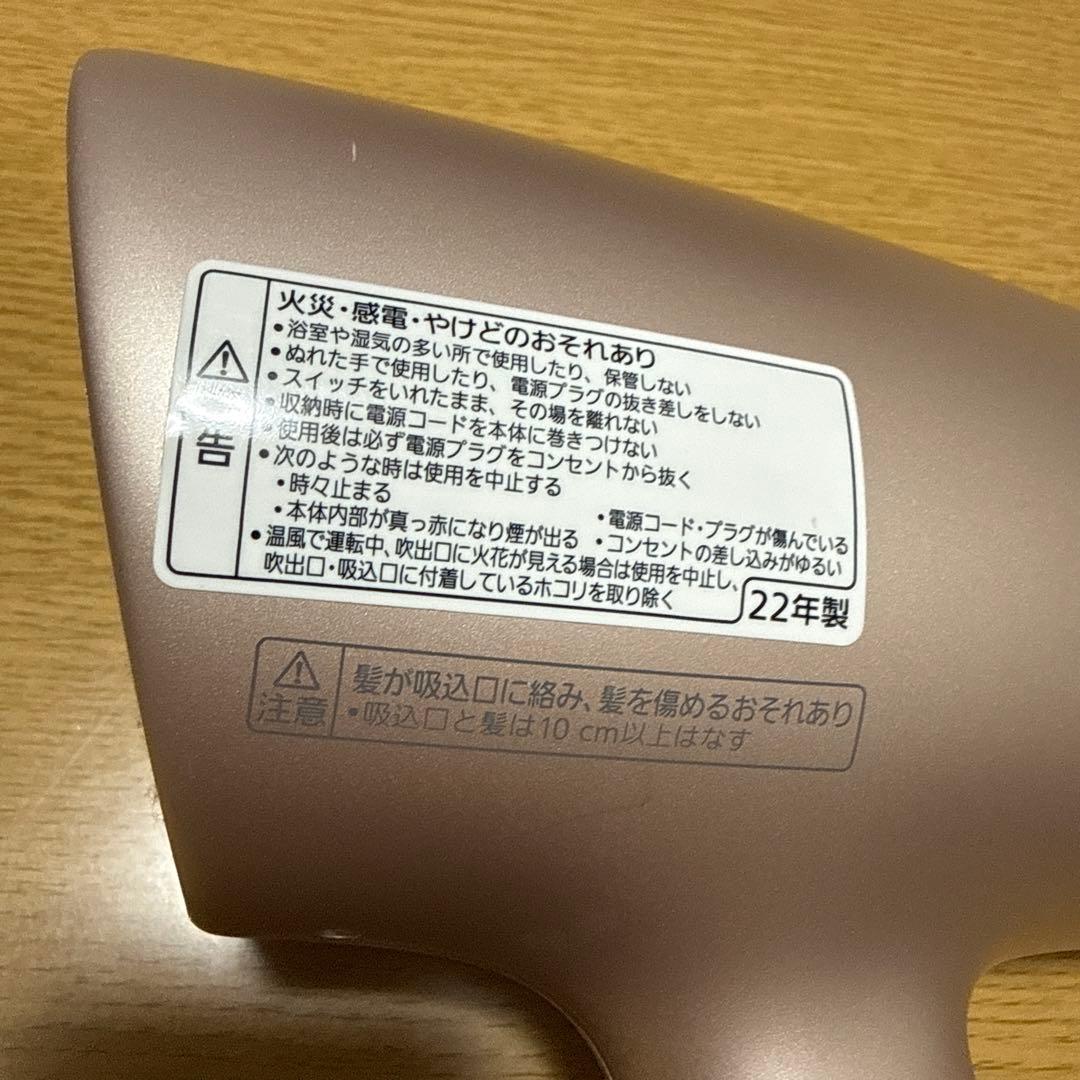 告
火災・感電・やけどのおそれあり
•浴室や湿気の多い所で使用したり、保管しない
•ぬれた手で使用したり、電源プラグの抜き差しをしない
•スイッチをいれたまま、その場を離れない
•収納時に電源コードを本体に巻きつけない
•使用後は必ず電源プラグをコンセントから抜く
•次のような時は使用を中止する
•時々止まる
•電源コード・プラグが傷んでいる
•本体内部が真っ赤になり煙が出る
•コンセントの差し込みがゆるい
•温風で運転中、吹出口に火花が見える場合は使用を中止し、
吹出口・吸込口に付着しているホコリを取り除く
22年製
注意
髪が吸込口に絡み、髪を傷めるおそれあり
•吸込口と髪は10 cm以上はなす